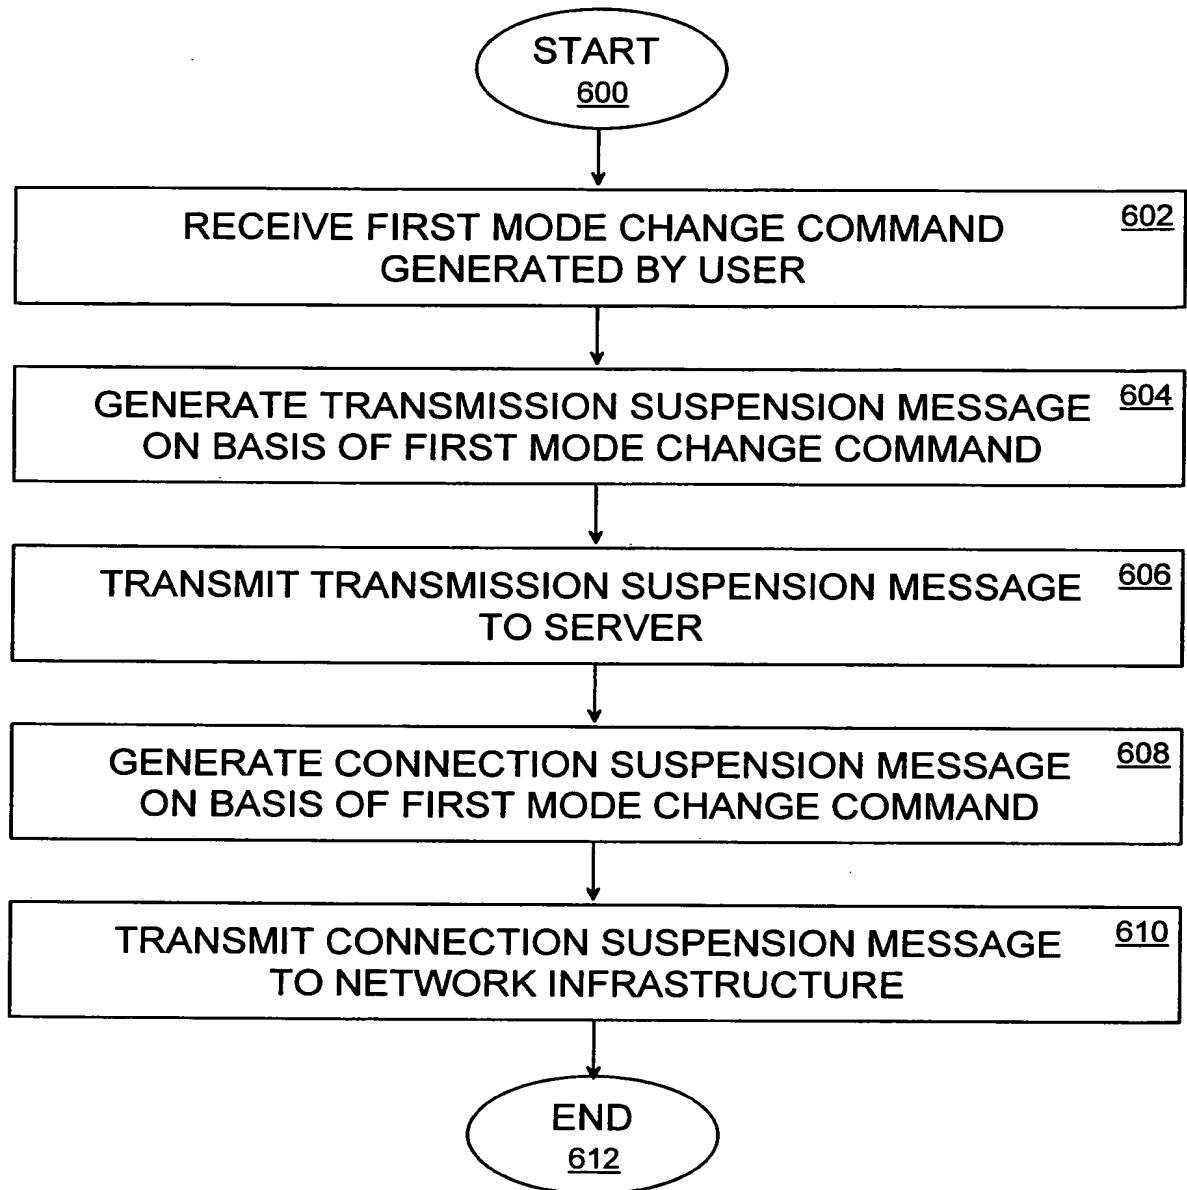 START
600
RECEIVE FIRST MODE CHANGE COMMAND
GENERATED BY USER
602
GENERATE TRANSMISSION SUSPENSION MESSAGE
ON BASIS OF FIRST MODE CHANGE COMMAND
604
TRANSMIT TRANSMISSION SUSPENSION MESSAGE
TO SERVER
606
GENERATE CONNECTION SUSPENSION MESSAGE
ON BASIS OF FIRST MODE CHANGE COMMAND
608
TRANSMIT CONNECTION SUSPENSION MESSAGE
TO NETWORK INFRASTRUCTURE
610
END
612